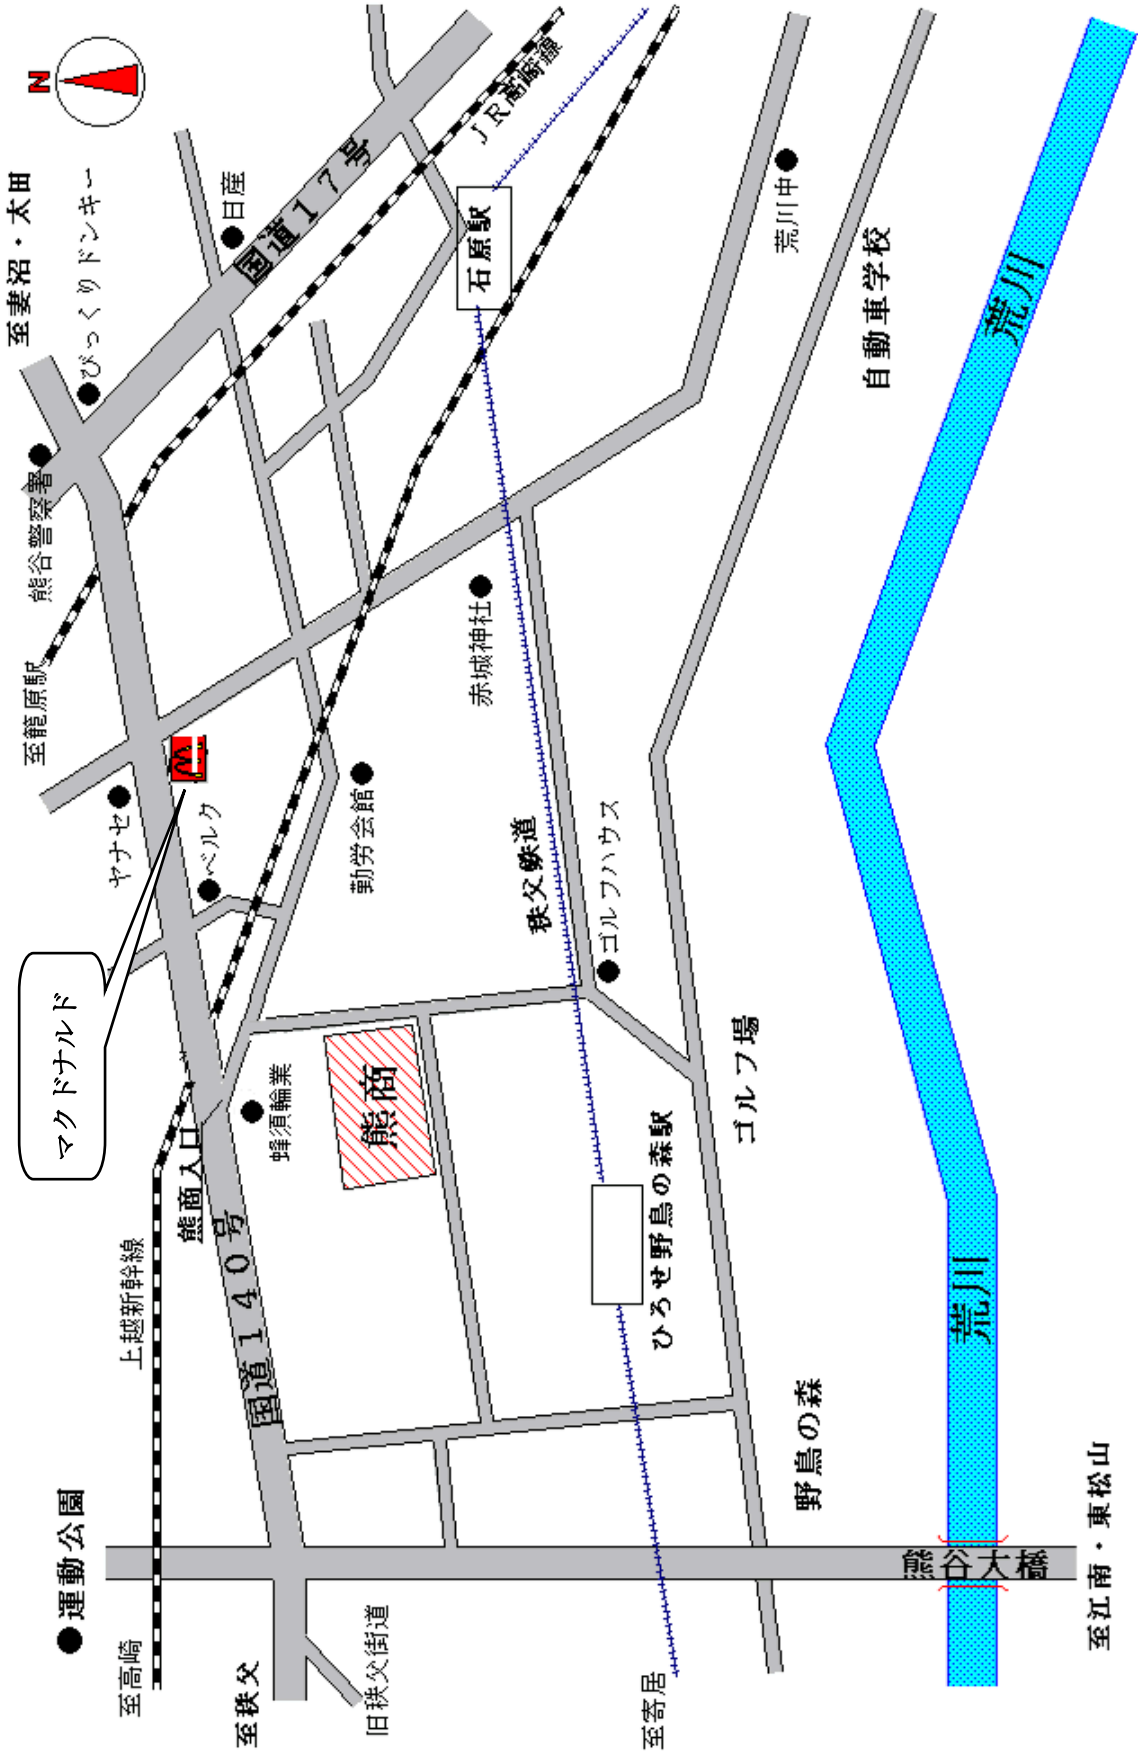 N
至妻沼・太田
びっくりドンキー
日産
国道17号
JR高崎線
石原駅
荒川中
自動車学校
荒川
熊谷警察署
至籠原駅
ヤナセ
ベルク
マクドナルド
勤労会館
赤城神社
秩父鉄道
ゴルフハウス
ゴルフ場
熊商入口
蜂須輪業
熊商
上越新幹線
国道140号
ひろせ野鳥の森駅
野鳥の森
荒川
運動公園
至高崎
至秩父
旧秩父街道
至寄居
熊谷大橋
至江南・東松山